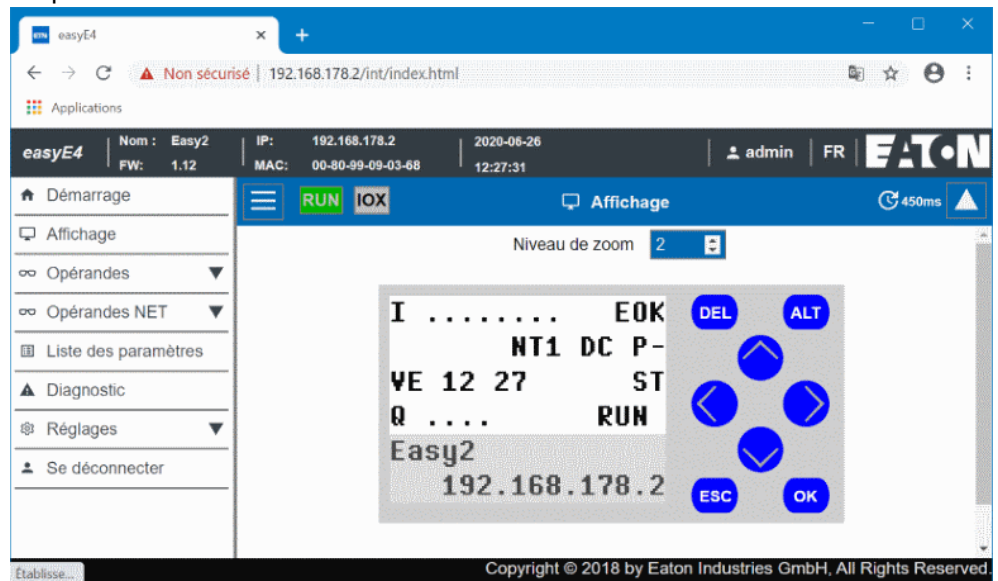 easyE4
Non sécurisé | 192.168.178.2/int/index.html
Applications
easyE4
Nom : Easy2
FW: 1.12
IP: 192.168.178.2
MAC: 00-80-99-09-03-68
2020-06-26
12:27:31
admin
FR
EATON
Démarrage
Affichage
Opérandes
Opérandes NET
Liste des paramètres
Diagnostic
Réglages
Se déconnecter
RUN IOX
Affichage
450ms
Niveau de zoom 2
I ........ EOK
NT1 DC P-
VE 12 27 ST
Q .... RUN
Easy2
192.168.178.2
DEL ALT
ESC OK
Établisse...
Copyright © 2018 by Eaton Industries GmbH, All Rights Reserved.